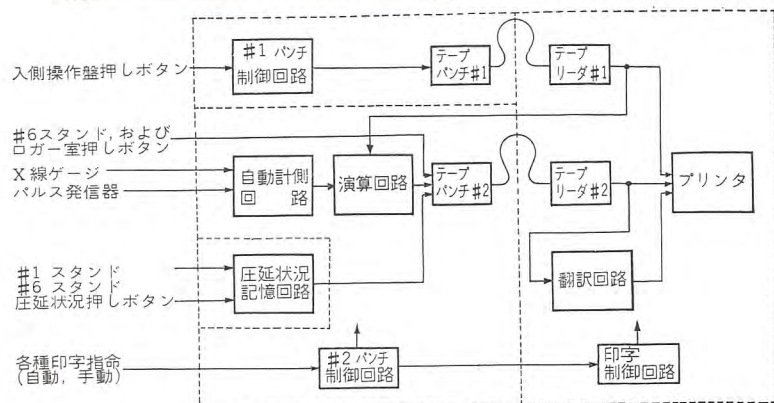 入側操作盤押しボタン
#1 パンチ
制御回路
テープ
パンチ#1
テープ
リーダ#1
#6スタンド,および
ロガー室押しボタン
X線ゲージ
パルス発信器
自動計測
回 路
演算回路
テープ
パンチ#2
テープ
リーダ#2
プリンタ
#1 スタンド
#6 スタンド
圧延状況押しボタン
圧延状況
記憶回路
翻訳回路
各種印字指命
(自動,手動)
#2 パンチ
制御回路
印字
制御回路